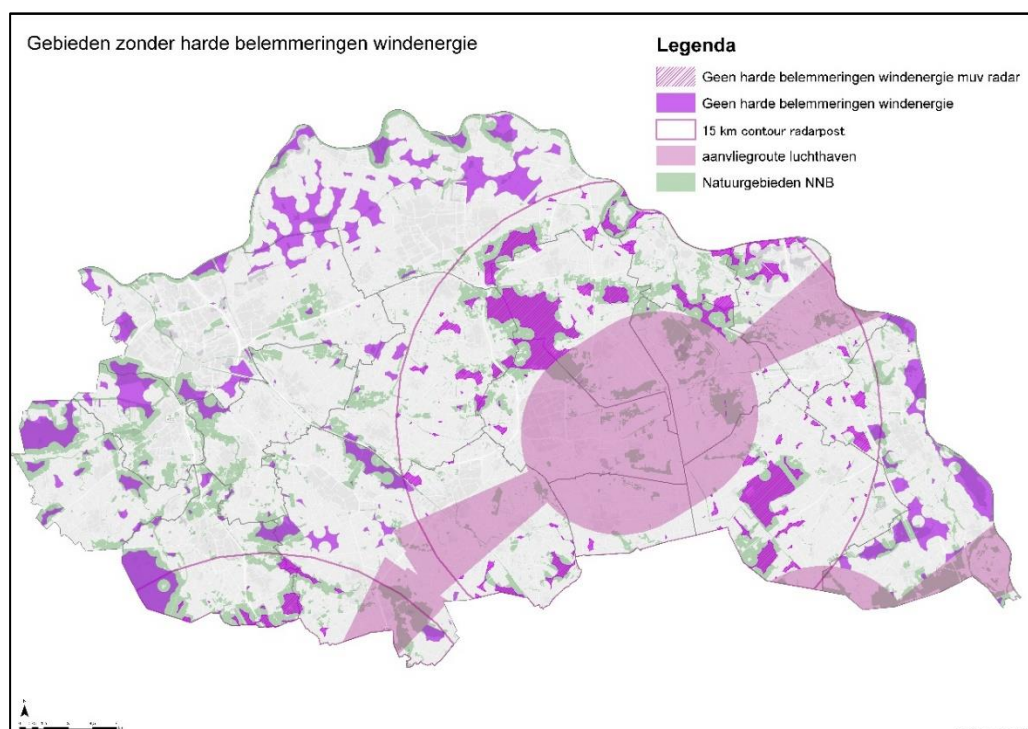 Gebieden zonder harde belemmeringen windenergie
Legenda
Geen harde belemmeringen windenergie muv radar
Geen harde belemmeringen windenergie
15 km contour radarpost
aanvliegroute luchthaven
Natuurgebieden NNB